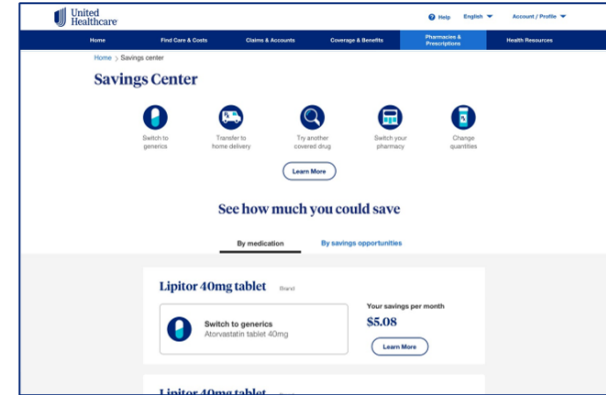 United
Healthcare
Help English Account / Profile
Home Find Care & Costs Claims & Accounts Coverage & Benefits Pharmacies & Prescriptions Health Resources
Home > Savings center
Savings Center
Switch to
generics
Transfer to
home delivery
Try another
covered drug
Switch your
pharmacy
Change
quantities
Learn More
See how much you could save
By medication By savings opportunities
Lipitor 40mg tablet Brand
Switch to generics
Atorvastatin tablet 40mg
Your savings per month
$5.08
Learn More
Lipitor 40mg tablet